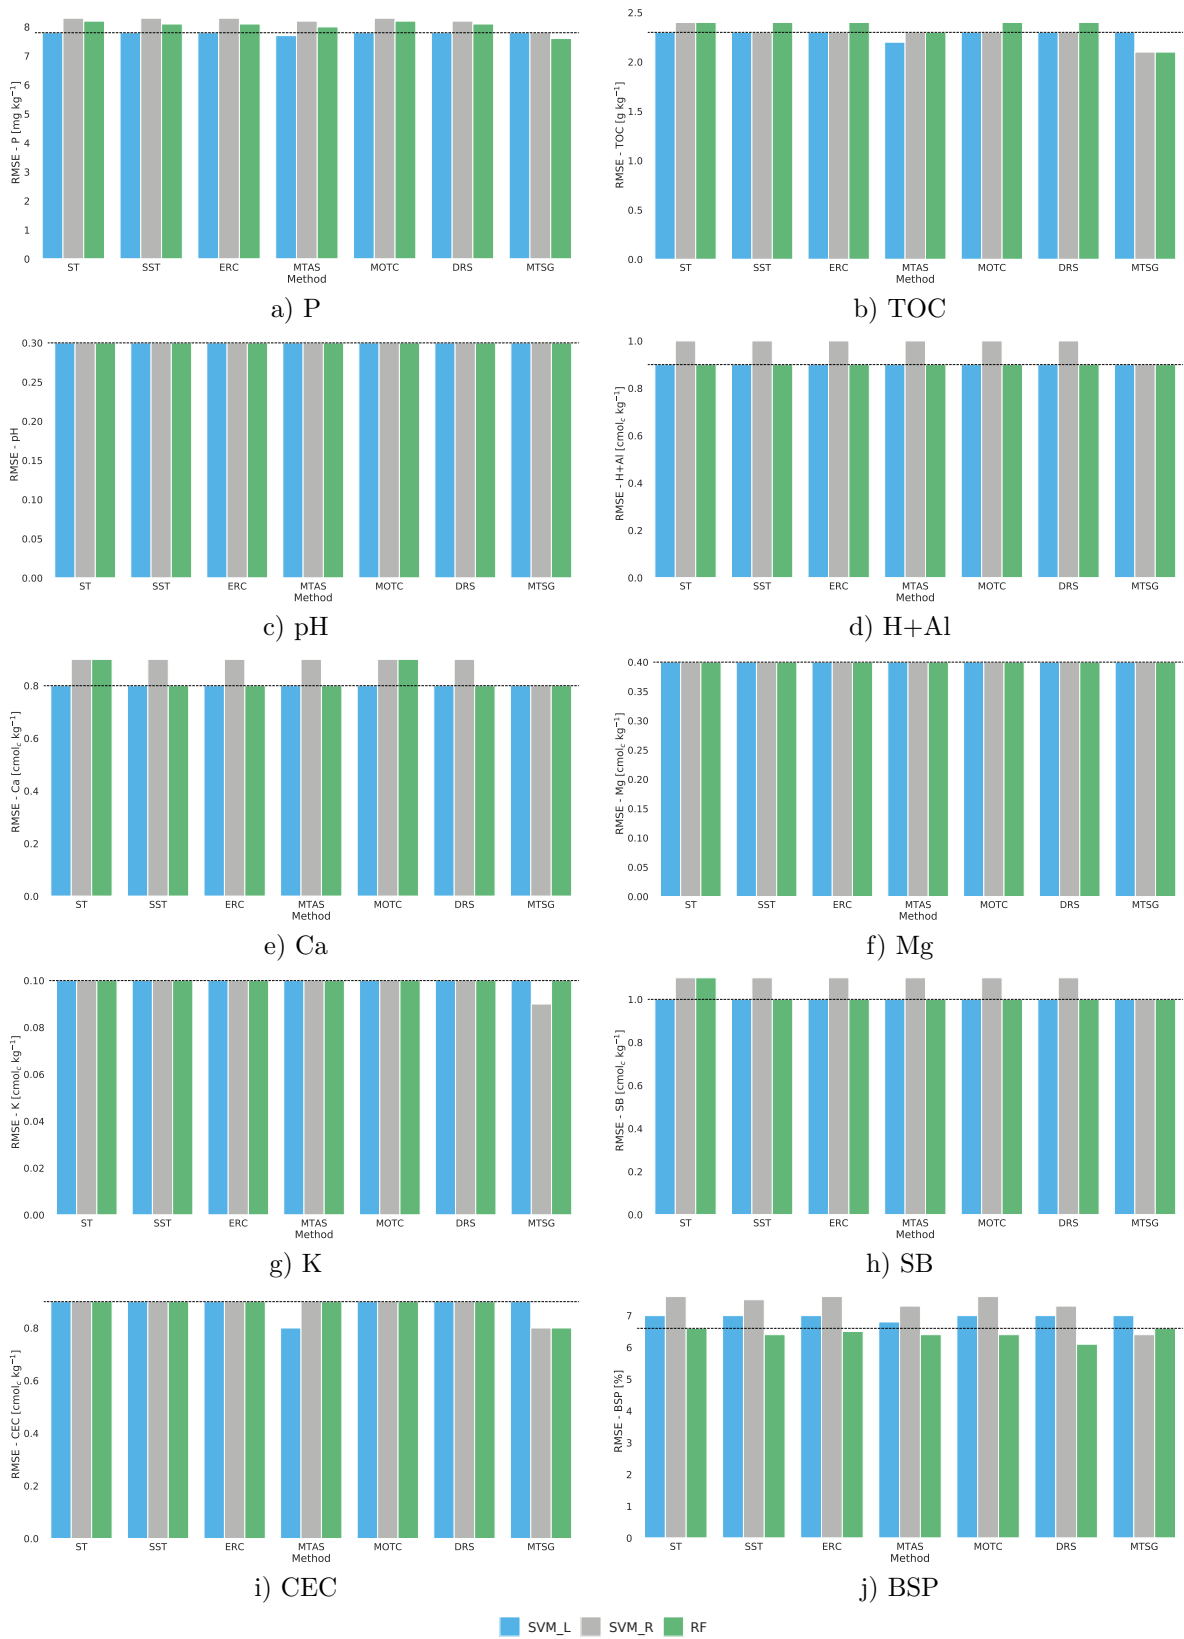 8
7
6
5
4
3
2
1
0
RMSE - P [mg kg⁻¹]
ST SST ERC MTAS MOTC DRS MTSG
Method
a) P
2.5
2.0
1.5
1.0
0.5
0.0
RMSE - TOC [g kg⁻¹]
ST SST ERC MTAS MOTC DRS MTSG
Method
b) TOC
0.30
0.25
0.20
0.15
0.10
0.05
0.00
RMSE - pH
ST SST ERC MTAS MOTC DRS MTSG
Method
c) pH
1.0
0.8
0.6
0.4
0.2
0.0
RMSE - H+Al [cmol꜀ kg⁻¹]
ST SST ERC MTAS MOTC DRS MTSG
Method
d) H+Al
0.8
0.6
0.4
0.2
0.0
RMSE - Ca [cmol꜀ kg⁻¹]
ST SST ERC MTAS MOTC DRS MTSG
Method
e) Ca
0.40
0.35
0.30
0.25
0.20
0.15
0.10
0.05
0.00
RMSE - Mg [cmol꜀ kg⁻¹]
ST SST ERC MTAS MOTC DRS MTSG
Method
f) Mg
0.10
0.08
0.06
0.04
0.02
0.00
RMSE - K [cmol꜀ kg⁻¹]
ST SST ERC MTAS MOTC DRS MTSG
Method
g) K
1.0
0.8
0.6
0.4
0.2
0.0
RMSE - SB [cmol꜀ kg⁻¹]
ST SST ERC MTAS MOTC DRS MTSG
Method
h) SB
0.8
0.6
0.4
0.2
0.0
RMSE - CEC [cmol꜀ kg⁻¹]
ST SST ERC MTAS MOTC DRS MTSG
Method
i) CEC
7
6
5
4
3
2
1
0
RMSE - BSP [%]
ST SST ERC MTAS MOTC DRS MTSG
Method
j) BSP
SVM_L SVM_R RF